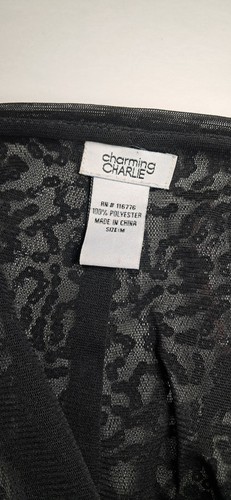 charming
CHARLIE
RN # 116776
100% POLYESTER
MADE IN CHINA
SIZE: M